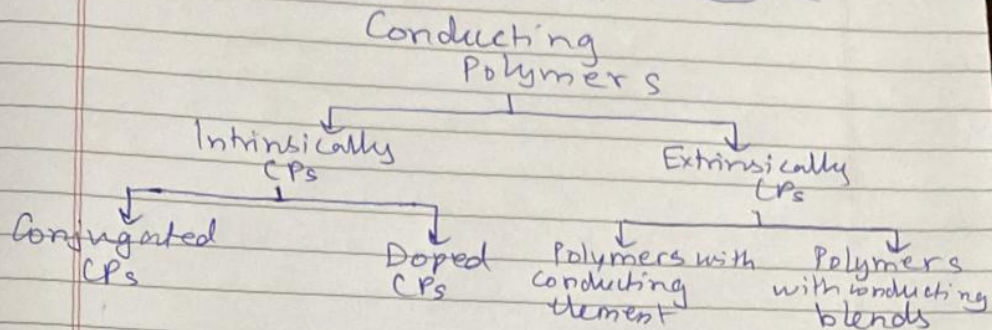 Conducting
Polymers
Intrinsically
CPs
Extrinsically
CPs
Conjugated
CPs
Doped
CPs
Polymers with
conducting
element
Polymers
with conducting
blends